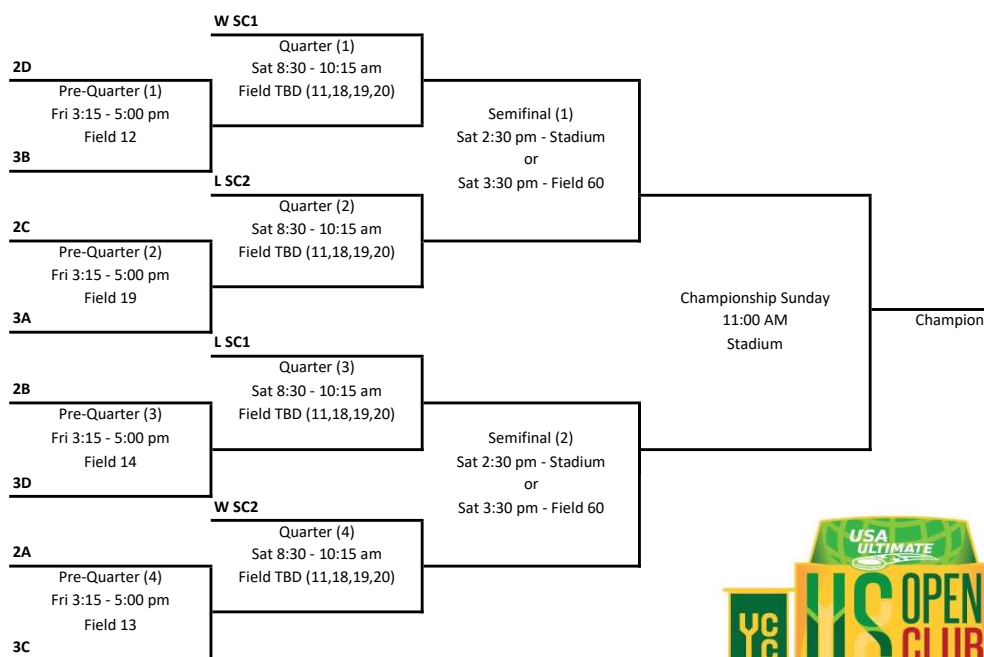 W SC1
Quarter (1)
Sat 8:30 - 10:15 am
Field TBD (11,18,19,20)
2D
Pre-Quarter (1)
Fri 3:15 - 5:00 pm
Field 12
3B
Semifinal (1)
Sat 2:30 pm - Stadium
or
Sat 3:30 pm - Field 60
L SC2
Quarter (2)
Sat 8:30 - 10:15 am
Field TBD (11,18,19,20)
2C
Pre-Quarter (2)
Fri 3:15 - 5:00 pm
Field 19
3A
Championship Sunday
11:00 AM
Stadium
Champion
L SC1
Quarter (3)
Sat 8:30 - 10:15 am
Field TBD (11,18,19,20)
2B
Pre-Quarter (3)
Fri 3:15 - 5:00 pm
Field 14
3D
Semifinal (2)
Sat 2:30 pm - Stadium
or
Sat 3:30 pm - Field 60
W SC2
Quarter (4)
Sat 8:30 - 10:15 am
Field TBD (11,18,19,20)
2A
Pre-Quarter (4)
Fri 3:15 - 5:00 pm
Field 13
3C
USA
ULTIMATE
YCC
US OPEN
CLUB